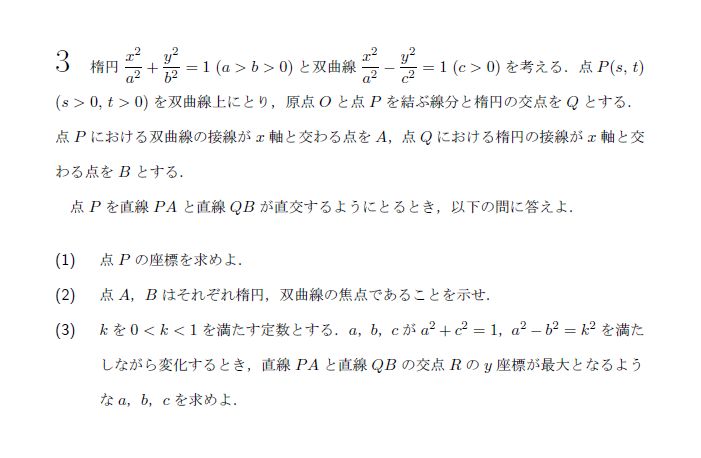 3 楕円 $\frac{x^2}{a^2} + \frac{y^2}{b^2} = 1$ $(a > b > 0)$ と双曲線 $\frac{x^2}{a^2} - \frac{y^2}{c^2} = 1$ $(c > 0)$ を考える．点 $P(s, t)$
$(s > 0, t > 0)$ を双曲線上にとり，原点 $O$ と点 $P$ を結ぶ線分と楕円の交点を $Q$ とする．
点 $P$ における双曲線の接線が $x$ 軸と交わる点を $A$，点 $Q$ における楕円の接線が $x$ 軸と交
わる点を $B$ とする．
点 $P$ を直線 $PA$ と直線 $QB$ が直交するようにとるとき，以下の問に答えよ．
(1) 点 $P$ の座標を求めよ．
(2) 点 $A$，$B$ はそれぞれ楕円，双曲線の焦点であることを示せ．
(3) $k$ を $0 < k < 1$ を満たす定数とする．$a$，$b$，$c$ が $a^2 + c^2 = 1$，$a^2 - b^2 = k^2$ を満た
しながら変化するとき，直線 $PA$ と直線 $QB$ の交点 $R$ の $y$ 座標が最大となるよう
な $a$，$b$，$c$ を求めよ．